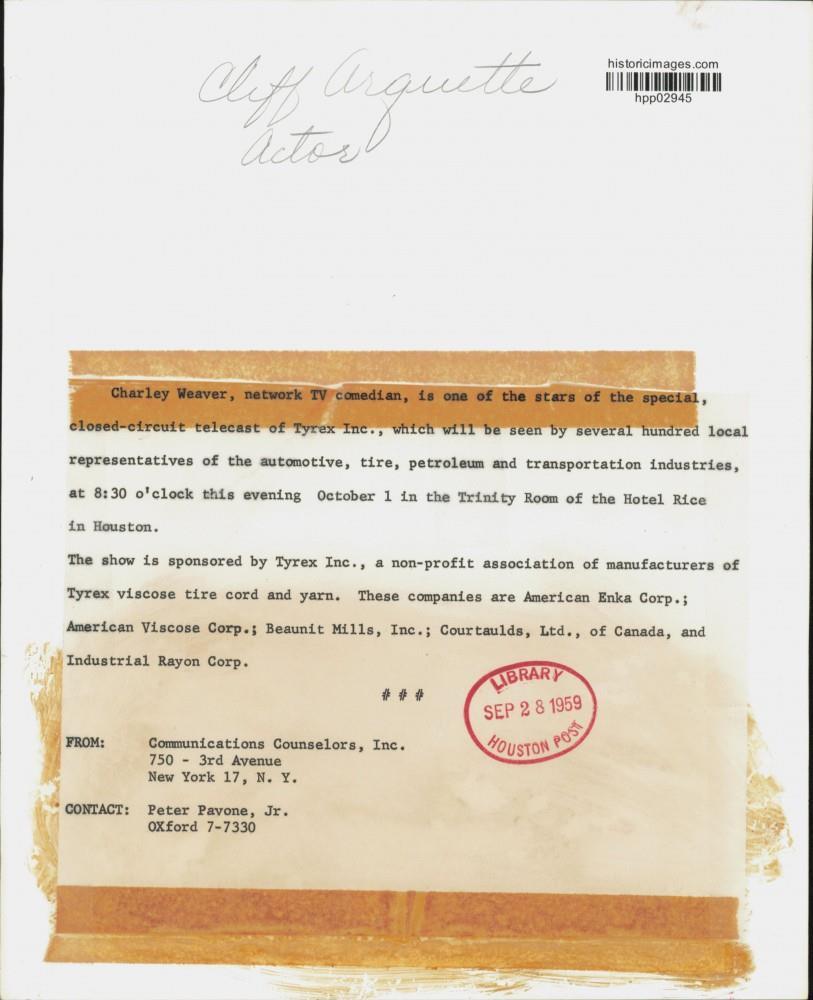 Cliff Arquette
Actor
historicimages.com
hpp02945
Charley Weaver, network TV comedian, is one of the stars of the special,
closed-circuit telecast of Tyrex Inc., which will be seen by several hundred local
representatives of the automotive, tire, petroleum and transportation industries,
at 8:30 o'clock this evening October 1 in the Trinity Room of the Hotel Rice
in Houston.
The show is sponsored by Tyrex Inc., a non-profit association of manufacturers of
Tyrex viscose tire cord and yarn. These companies are American Enka Corp.;
American Viscose Corp.; Beaunit Mills, Inc.; Courtaulds, Ltd., of Canada, and
Industrial Rayon Corp.
# # #
LIBRARY
SEP 28 1959
HOUSTON POST
FROM: Communications Counselors, Inc.
750 - 3rd Avenue
New York 17, N. Y.
CONTACT: Peter Pavone, Jr.
OXford 7-7330